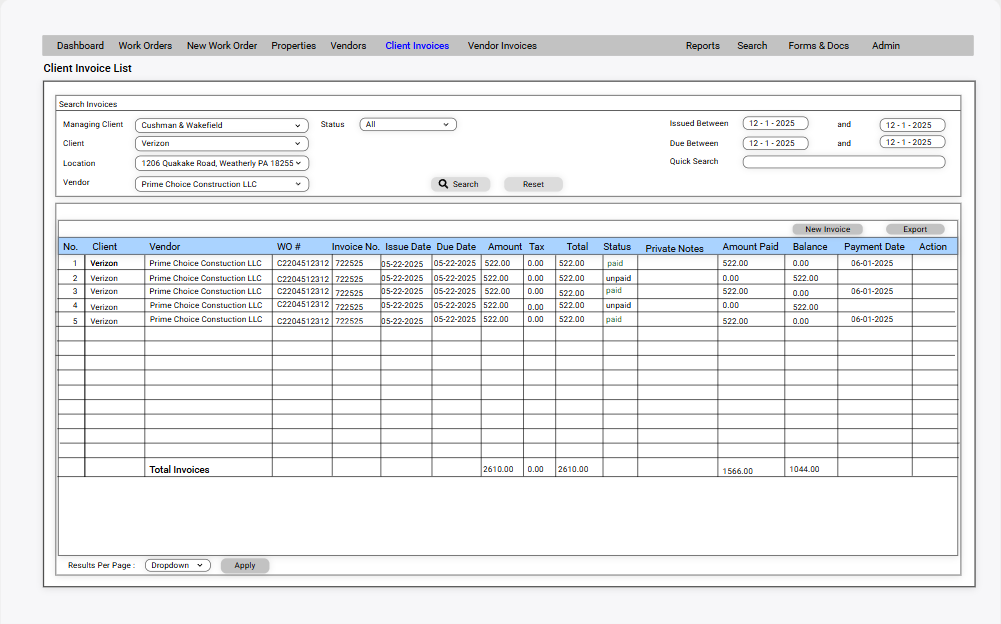 Dashboard Work Orders New Work Order Properties Vendors Client Invoices Vendor Invoices Reports Search Forms & Docs Admin
Client Invoice List
Search Invoices
Managing Client Cushman & Wakefield Status All Issued Between 12 - 1 - 2025 and 12 - 1 - 2025
Client Verizon Due Between 12 - 1 - 2025 and 12 - 1 - 2025
Location 1206 Quakake Road, Weatherly PA 18255 Quick Search
Vendor Prime Choice Construction LLC Search Reset
New Invoice Export
No. Client Vendor WO # Invoice No. Issue Date Due Date Amount Tax Total Status Private Notes Amount Paid Balance Payment Date Action
1 Verizon Prime Choice Constuction LLC C2204512312 722525 05-22-2025 05-22-2025 522.00 0.00 522.00 paid 522.00 0.00 06-01-2025
2 Verizon Prime Choice Constuction LLC C2204512312 722525 05-22-2025 05-22-2025 522.00 0.00 522.00 unpaid 0.00 522.00
3 Verizon Prime Choice Constuction LLC C2204512312 722525 05-22-2025 05-22-2025 522.00 0.00 522.00 paid 522.00 0.00 06-01-2025
4 Verizon Prime Choice Constuction LLC C2204512312 722525 05-22-2025 05-22-2025 522.00 0.00 522.00 unpaid 0.00 522.00
5 Verizon Prime Choice Constuction LLC C2204512312 722525 05-22-2025 05-22-2025 522.00 0.00 522.00 paid 522.00 0.00 06-01-2025
Total Invoices 2610.00 0.00 2610.00 1566.00 1044.00
Results Per Page : Dropdown Apply